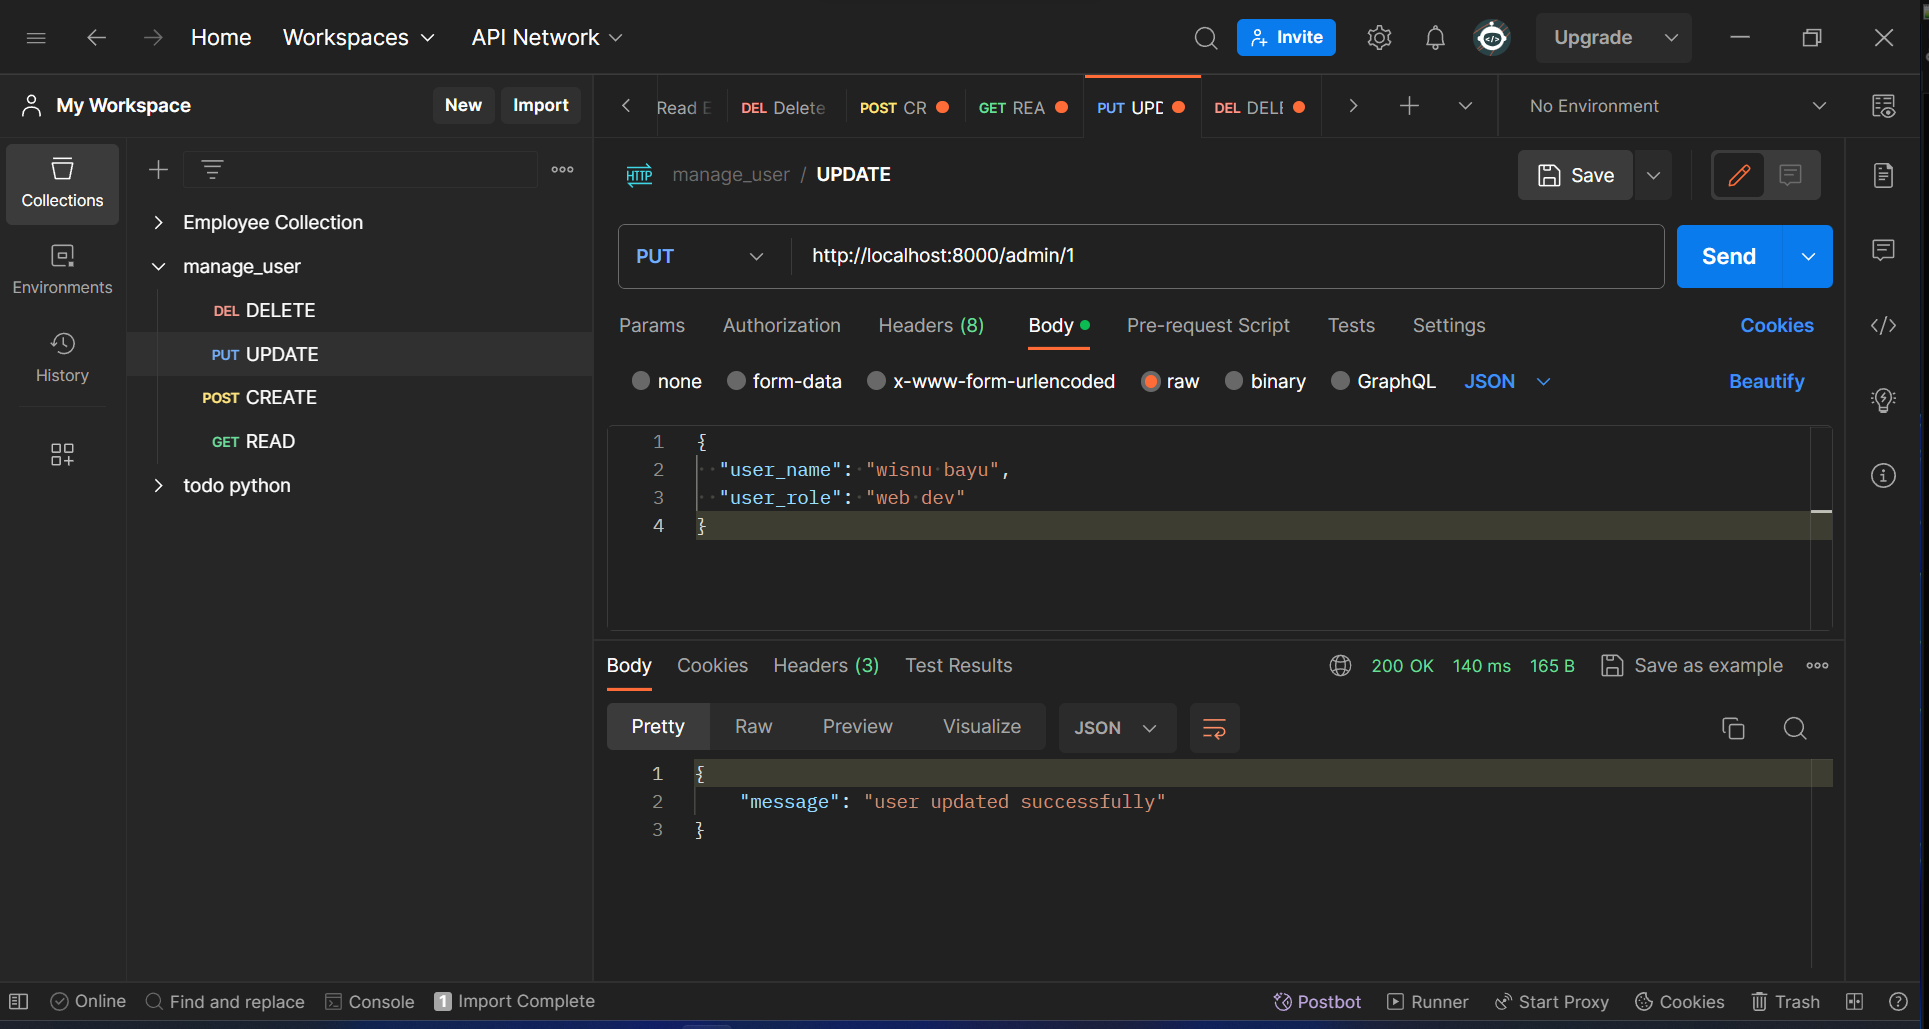 Home Workspaces API Network Invite Upgrade
My Workspace New Import
Read E DEL Delete POST CR GET REA PUT UPD DEL DELE No Environment
Collections
Environments
History
Employee Collection
manage_user
DEL DELETE
PUT UPDATE
POST CREATE
GET READ
todo python
HTTP manage_user / UPDATE Save
PUT http://localhost:8000/admin/1 Send
Params Authorization Headers (8) Body Pre-request Script Tests Settings Cookies
none form-data x-www-form-urlencoded raw binary GraphQL JSON Beautify
1 {
2 "user_name": "wisnu bayu",
3 "user_role": "web dev"
4 }
Body Cookies Headers (3) Test Results 200 OK 140 ms 165 B Save as example
Pretty Raw Preview Visualize JSON
1 {
2 "message": "user updated successfully"
3 }
Online Find and replace Console 1 Import Complete Postbot Runner Start Proxy Cookies Trash